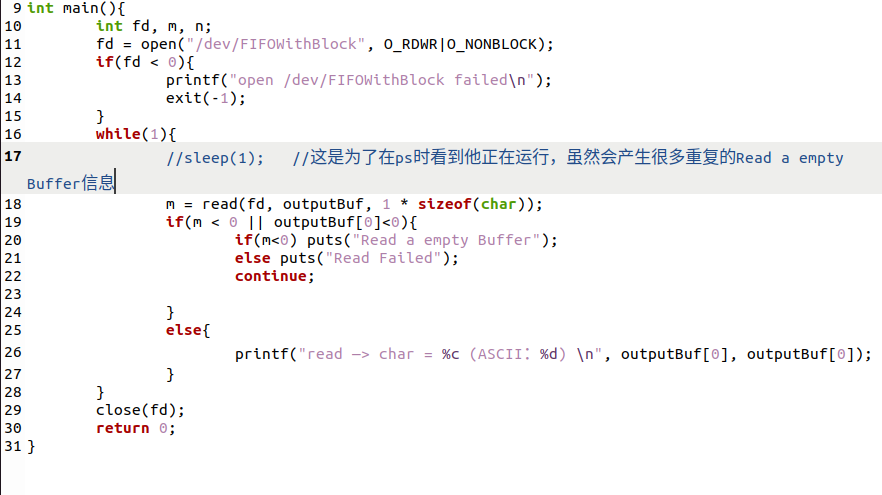 9 int main(){
10 int fd, m, n;
11 fd = open("/dev/FIFOWithBlock", O_RDWR|O_NONBLOCK);
12 if(fd < 0){
13 printf("open /dev/FIFOWithBlock failed\n");
14 exit(-1);
15 }
16 while(1){
17 //sleep(1); //这是为了在ps时看到他正在运行，虽然会产生很多重复的Read a empty
Buffer信息
18 m = read(fd, outputBuf, 1 * sizeof(char));
19 if(m < 0 || outputBuf[0]<0){
20 if(m<0) puts("Read a empty Buffer");
21 else puts("Read Failed");
22 continue;
23
24 }
25 else{
26 printf("read —> char = %c (ASCII：%d) \n", outputBuf[0], outputBuf[0]);
27 }
28 }
29 close(fd);
30 return 0;
31 }